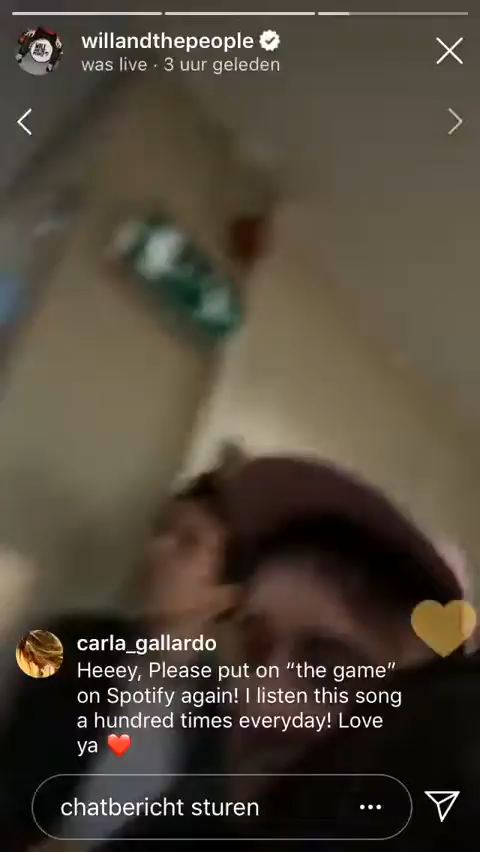 willandthepeople
was live · 3 uur geleden
carla_gallardo
Heeey, Please put on “the game”
on Spotify again! I listen this song
a hundred times everyday! Love
ya ❤️
chatbericht sturen